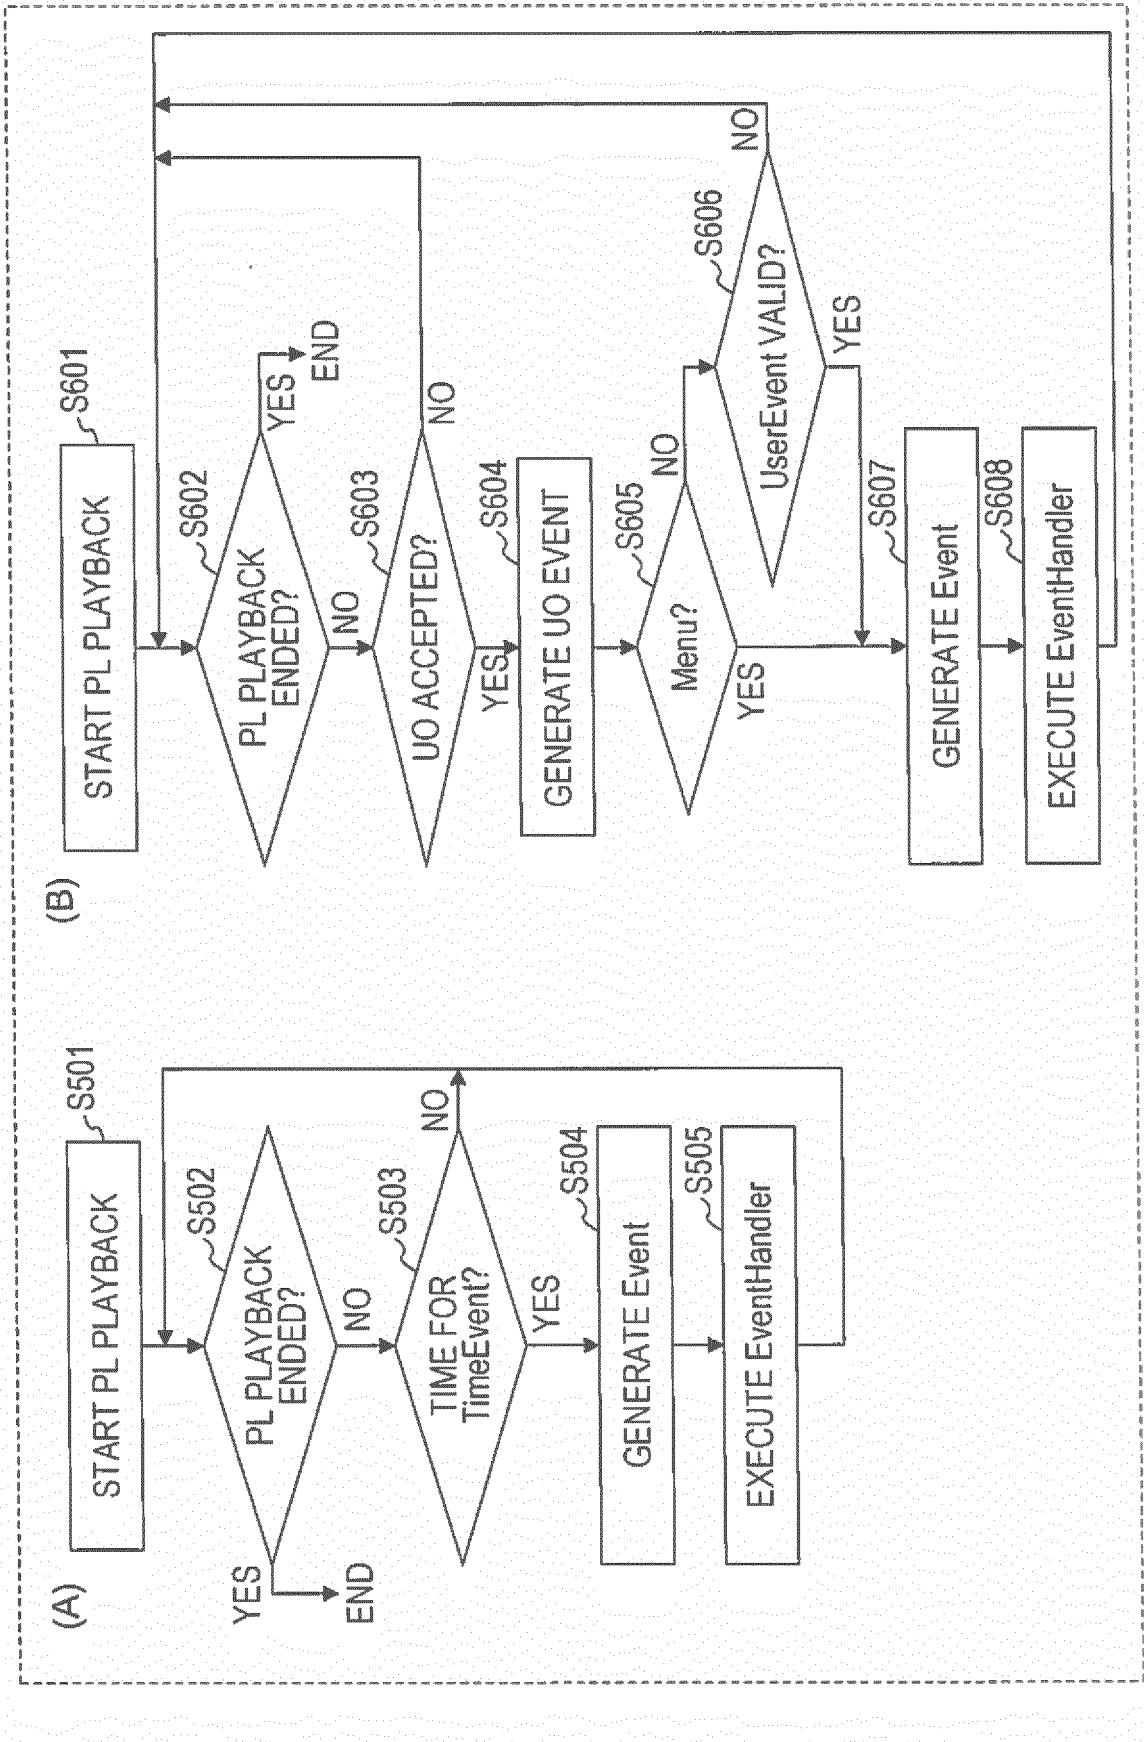 (A)
START PL PLAYBACK
S501
PL PLAYBACK
ENDED?
S502
YES
END
NO
TIME FOR
TimeEvent?
S503
NO
YES
GENERATE Event
S504
EXECUTE EventHandler
S505
(B)
START PL PLAYBACK
S601
PL PLAYBACK
ENDED?
S602
YES
END
NO
UO ACCEPTED?
S603
NO
YES
GENERATE UO EVENT
S604
Menu?
S605
NO
YES
UserEvent VALID?
S606
NO
YES
GENERATE Event
S607
EXECUTE EventHandler
S608